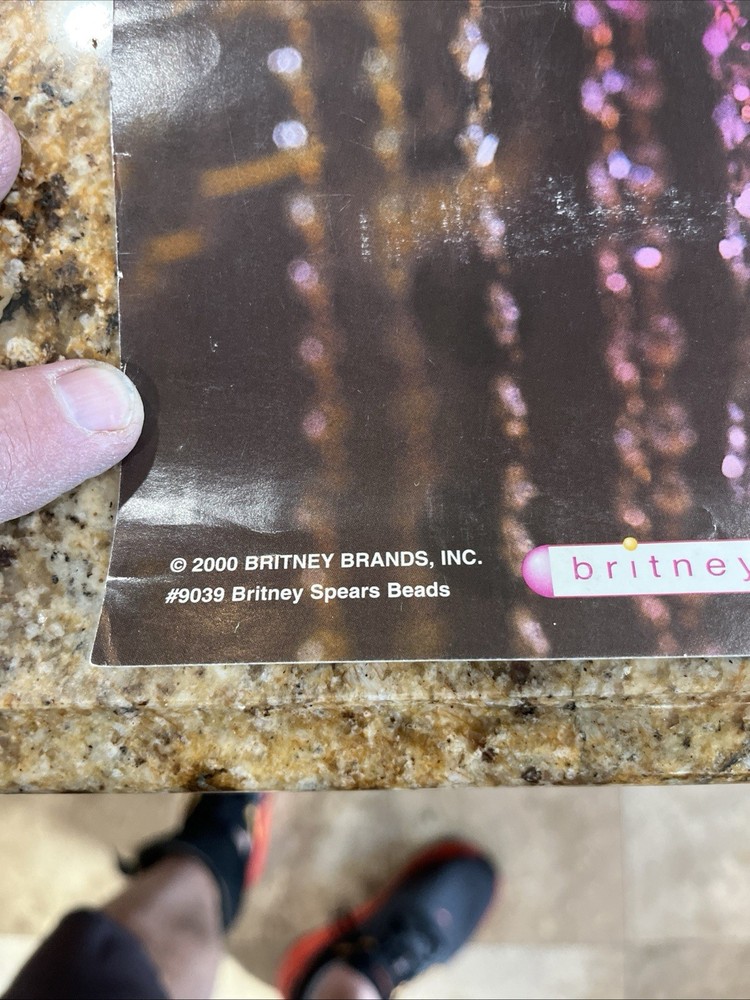 © 2000 BRITNEY BRANDS, INC.
#9039 Britney Spears Beads
britney